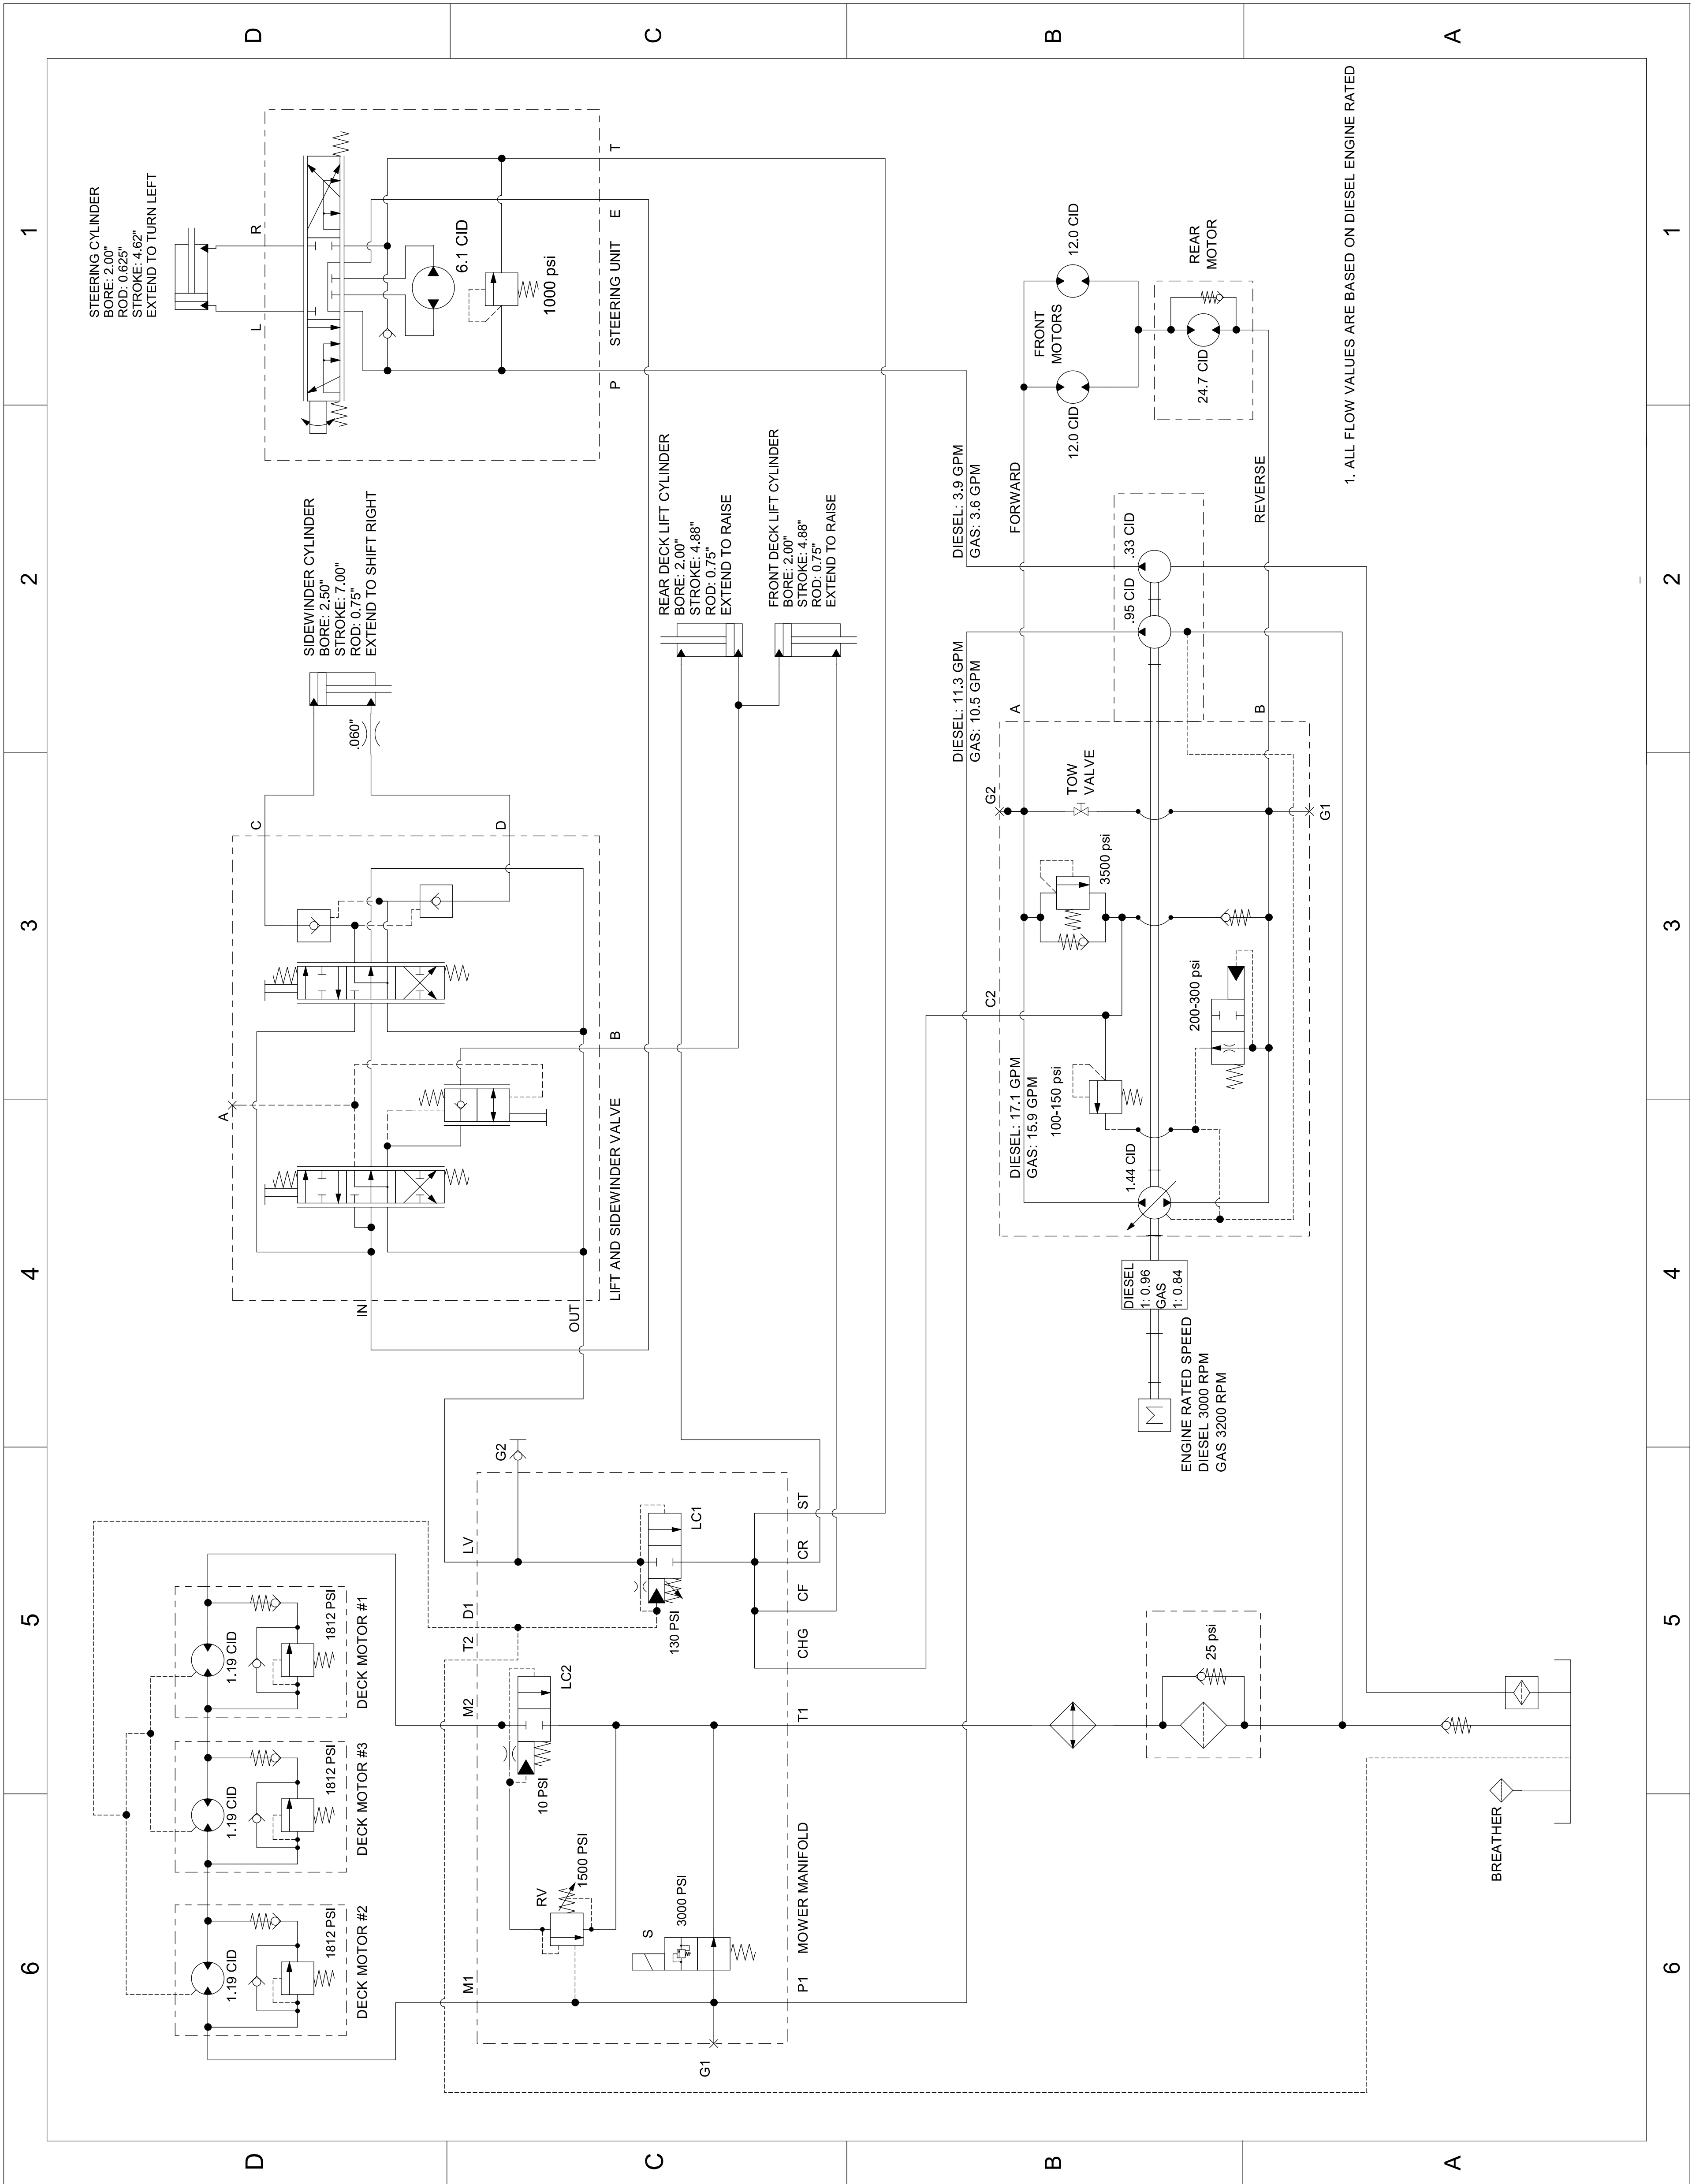 6
5
4
3
2
1
D
C
B
A
D
C
B
A
6
5
4
3
2
1
1.19 CID
1812 PSI
DECK MOTOR #2
1.19 CID
1812 PSI
DECK MOTOR #3
1.19 CID
1812 PSI
DECK MOTOR #1
M1
M2
T2
D1
LV
G2
RV
1500 PSI
10 PSI
LC2
130 PSI
LC1
S
3000 PSI
G1
P1
MOWER MANIFOLD
T1
CHG
CF
CR
ST
A
C
D
IN
OUT
LIFT AND SIDEWINDER VALVE
B
.060"
SIDEWINDER CYLINDER
BORE: 2.50"
STROKE: 7.00"
ROD: 0.75"
EXTEND TO SHIFT RIGHT
STEERING CYLINDER
BORE: 2.00"
ROD: 0.625"
STROKE: 4.62"
EXTEND TO TURN LEFT
L
R
6.1 CID
1000 psi
P
STEERING UNIT
E
T
REAR DECK LIFT CYLINDER
BORE: 2.00"
STROKE: 4.88"
ROD: 0.75"
EXTEND TO RAISE
FRONT DECK LIFT CYLINDER
BORE: 2.00"
STROKE: 4.88"
ROD: 0.75"
EXTEND TO RAISE
DIESEL: 11.3 GPM
GAS: 10.5 GPM
DIESEL: 3.9 GPM
GAS: 3.6 GPM
C2
G2
A
FORWARD
DIESEL: 17.1 GPM
GAS: 15.9 GPM
100-150 psi
3500 psi
TOW
VALVE
1.44 CID
.95 CID
.33 CID
200-300 psi
B
REVERSE
G1
12.0 CID
FRONT
MOTORS
12.0 CID
24.7 CID
REAR
MOTOR
DIESEL
1: 0.96
GAS
1: 0.84
M
ENGINE RATED SPEED
DIESEL 3000 RPM
GAS 3200 RPM
25 psi
BREATHER
1. ALL FLOW VALUES ARE BASED ON DIESEL ENGINE RATED